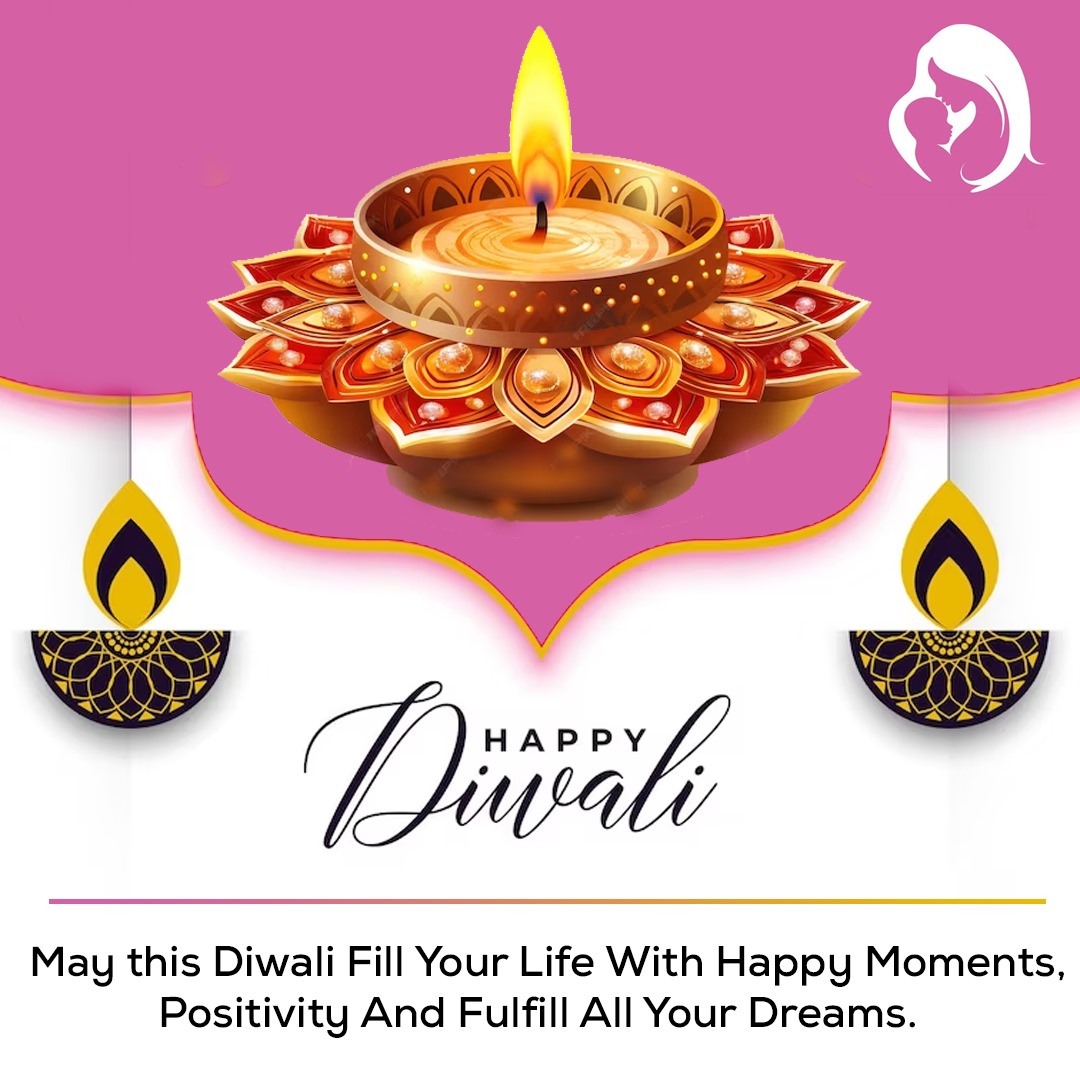 HAPPY
Diwali
May this Diwali Fill Your Life With Happy Moments,
Positivity And Fulfill All Your Dreams.